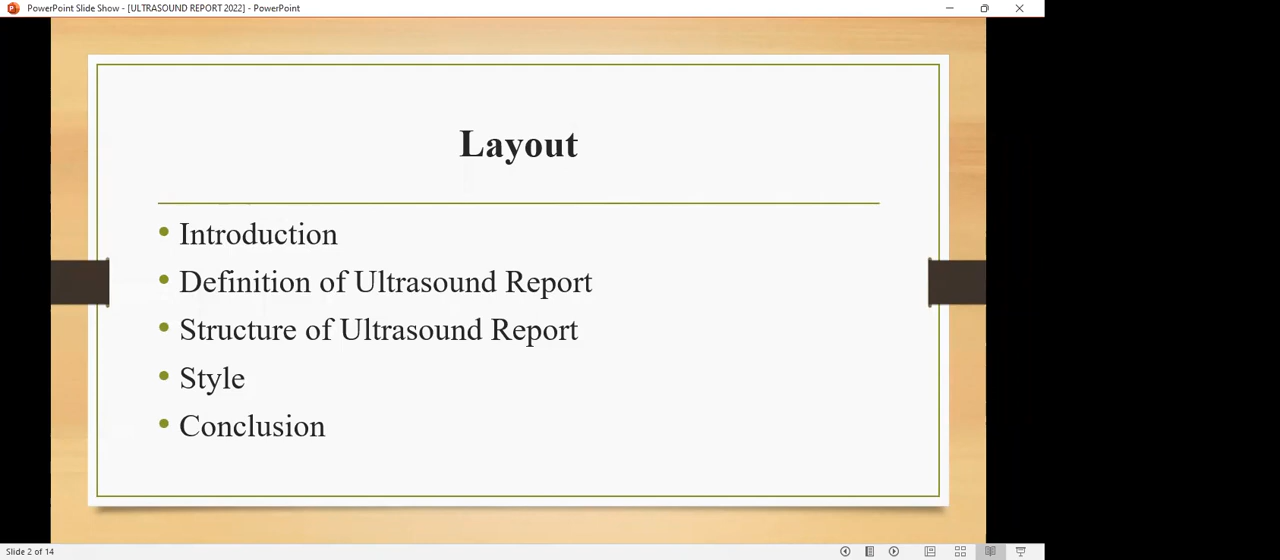 PowerPoint Slide Show - [ULTRASOUND REPORT 2022] - PowerPoint
Layout
• Introduction
• Definition of Ultrasound Report
• Structure of Ultrasound Report
• Style
• Conclusion
Slide 2 of 14